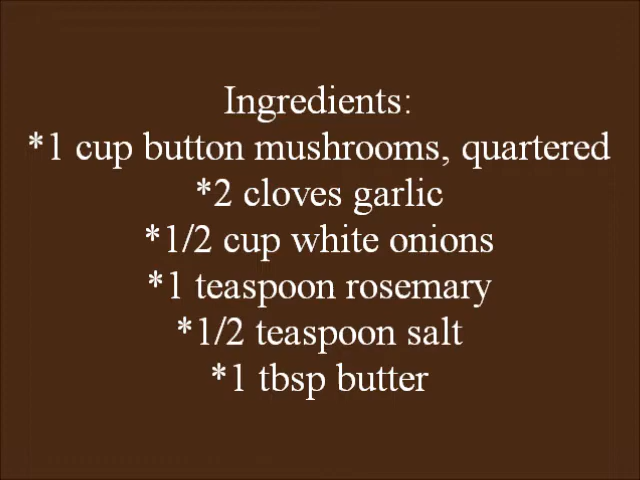 Ingredients:
*1 cup button mushrooms, quartered
*2 cloves garlic
*1/2 cup white onions
*1 teaspoon rosemary
*1/2 teaspoon salt
*1 tbsp butter